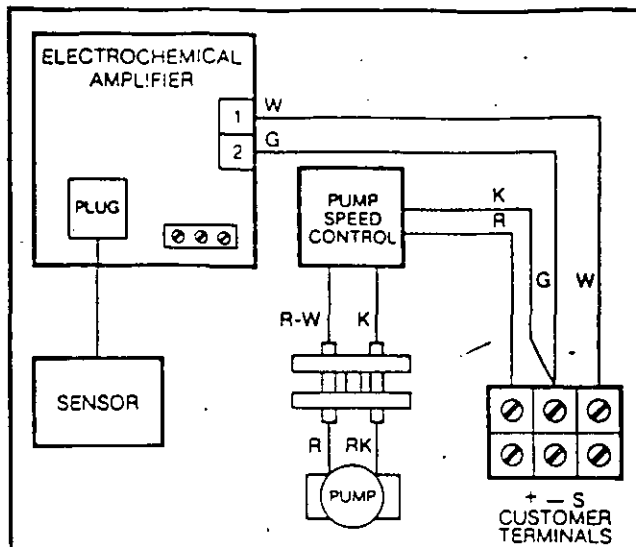 ELECTROCHEMICAL
AMPLIFIER
1
W
2
G
PLUG
PUMP
SPEED
CONTROL
K
R
G
W
R-W
K
SENSOR
R
RK
PUMP
+ — S
CUSTOMER
TERMINALS